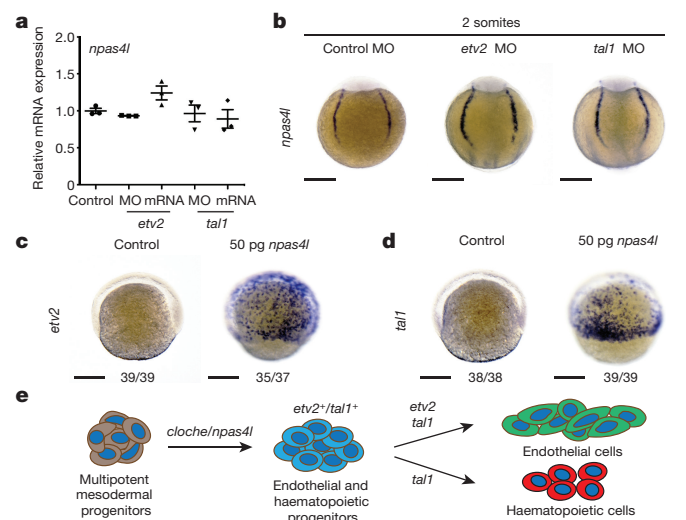 a
npas4l
Relative mRNA expression
2.0
1.5
1.0
0.5
0
Control MO mRNA MO mRNA
etv2 tal1
b
2 somites
Control MO etv2 MO tal1 MO
npas4l
c
Control 50 pg npas4l
etv2
39/39 35/37
d
Control 50 pg npas4l
tal1
38/38 39/39
e
cloche/npas4l
Multipotent
mesodermal
progenitors
etv2+/tal1+
Endothelial and
haematopoietic
progenitors
etv2
tal1
Endothelial cells
tal1
Haematopoietic cells